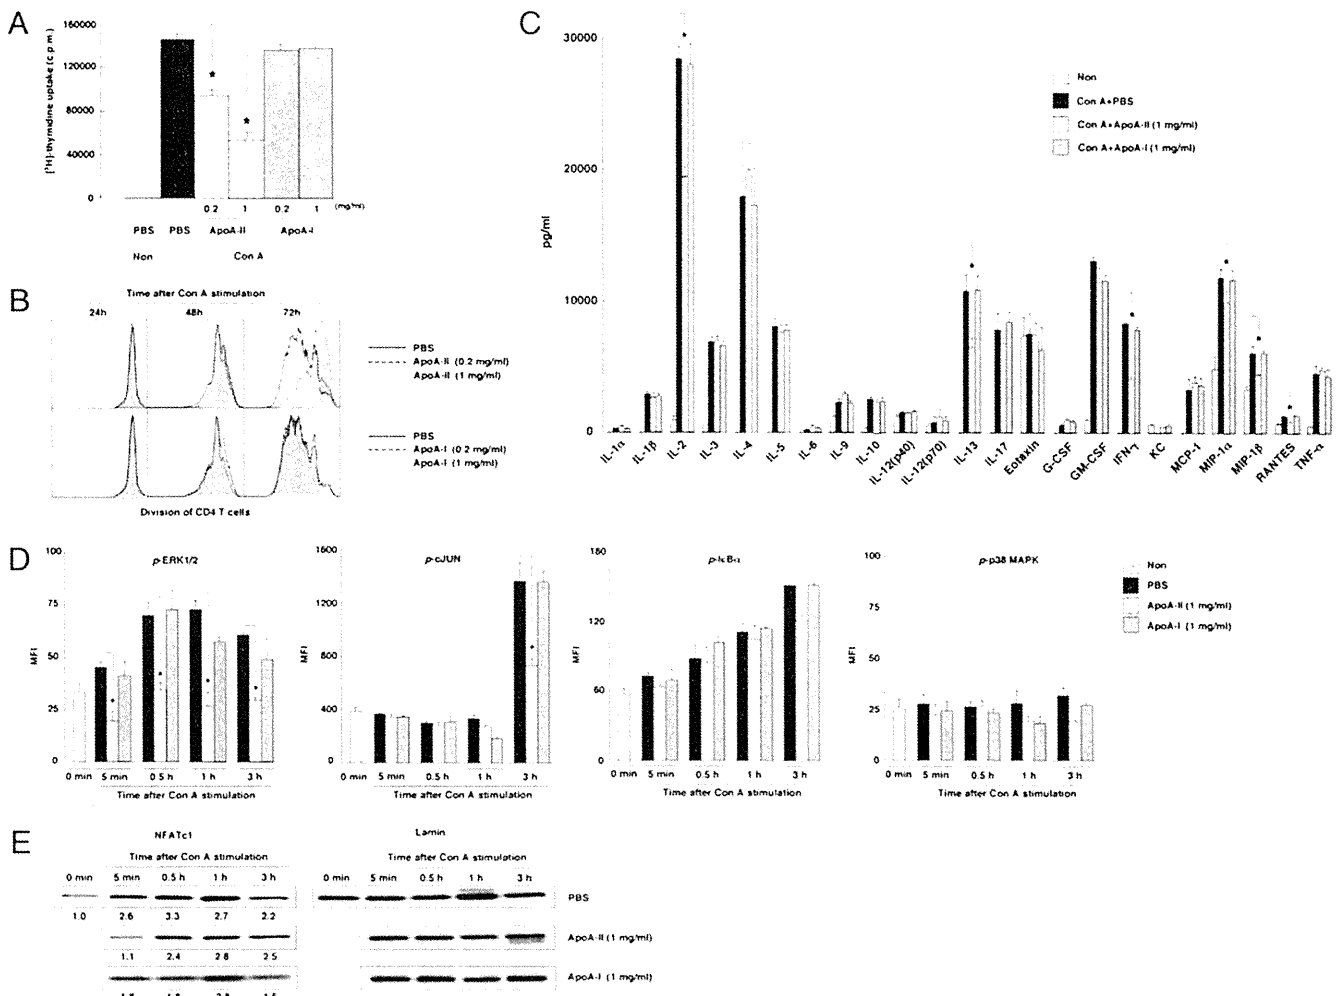 A
160000
120000
80000
40000
0
[³H]-thymidine uptake (c.p.m.)
*
*
0.2 1 0.2 1 (mg/ml)
PBS PBS ApoA-II ApoA-I
Non Con A
B
Time after Con A stimulation
24h 48h 72h
PBS
ApoA-II (0.2 mg/ml)
ApoA-II (1 mg/ml)
PBS
ApoA-I (0.2 mg/ml)
ApoA-I (1 mg/ml)
Division of CD4 T cells
C
30000
20000
10000
0
pg/ml
Non
Con A+PBS
Con A+ApoA-II (1 mg/ml)
Con A+ApoA-I (1 mg/ml)
IL-1α IL-1β IL-2 IL-3 IL-4 IL-5 IL-6 IL-9 IL-10 IL-12(p40) IL-12(p70) IL-13 IL-17 Eotaxin G-CSF GM-CSF IFN-γ KC MCP-1 MIP-1α MIP-1β RANTES TNF-α
D
p-ERK1/2
100
75
50
25
0
MFI
0 min 5 min 0.5 h 1 h 3 h
Time after Con A stimulation
p-cJUN
1600
1200
800
400
0
MFI
0 min 5 min 0.5 h 1 h 3 h
Time after Con A stimulation
p-IκBα
180
120
60
0
MFI
0 min 5 min 0.5 h 1 h 3 h
Time after Con A stimulation
p-p38 MAPK
100
75
50
25
0
MFI
0 min 5 min 0.5 h 1 h 3 h
Time after Con A stimulation
Non
PBS
ApoA-II (1 mg/ml)
ApoA-I (1 mg/ml)
E
NFATc1
Time after Con A stimulation
0 min 5 min 0.5 h 1 h 3 h
1.0 2.6 3.3 2.7 2.2
1.1 2.4 2.8 2.5
Lamin
Time after Con A stimulation
0 min 5 min 0.5 h 1 h 3 h
PBS
ApoA-II (1 mg/ml)
ApoA-I (1 mg/ml)